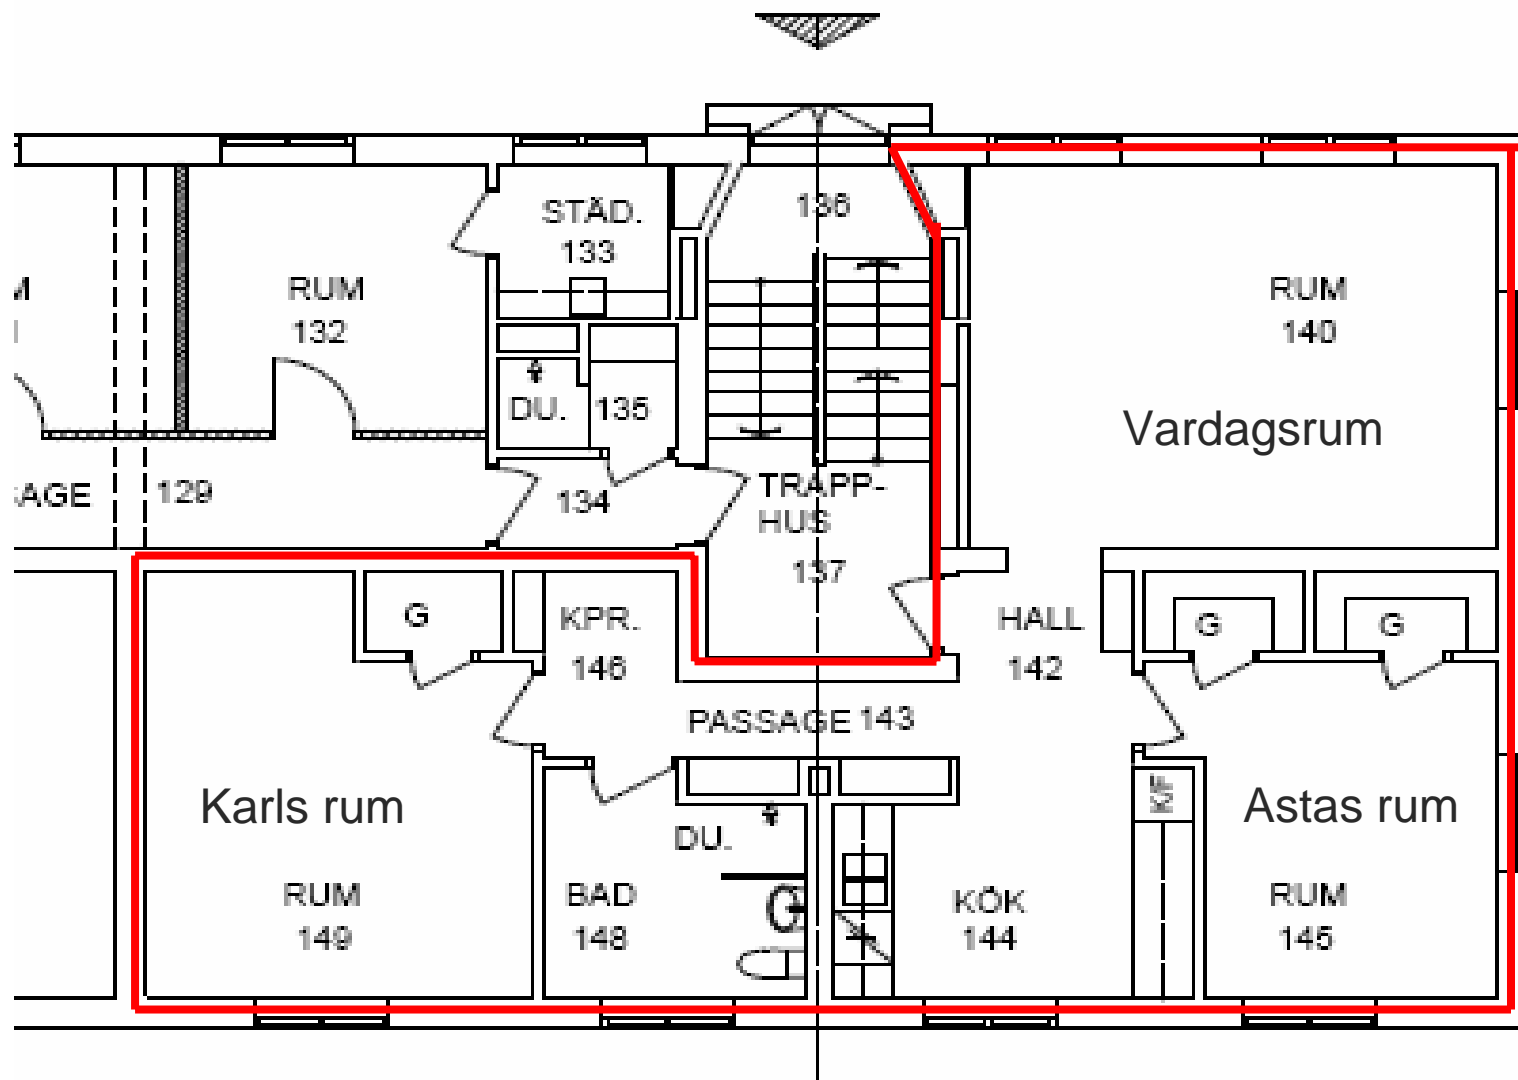 136
STÄD.
133
RUM
132
RUM
140
Vardagsrum
DU.
135
AGE
129
134
TRAPP-
HUS
137
G
KPR.
146
HALL
142
G
G
PASSAGE 143
Karls rum
K/F
Astas rum
DU.
RUM
149
BAD
148
KÖK
144
RUM
145